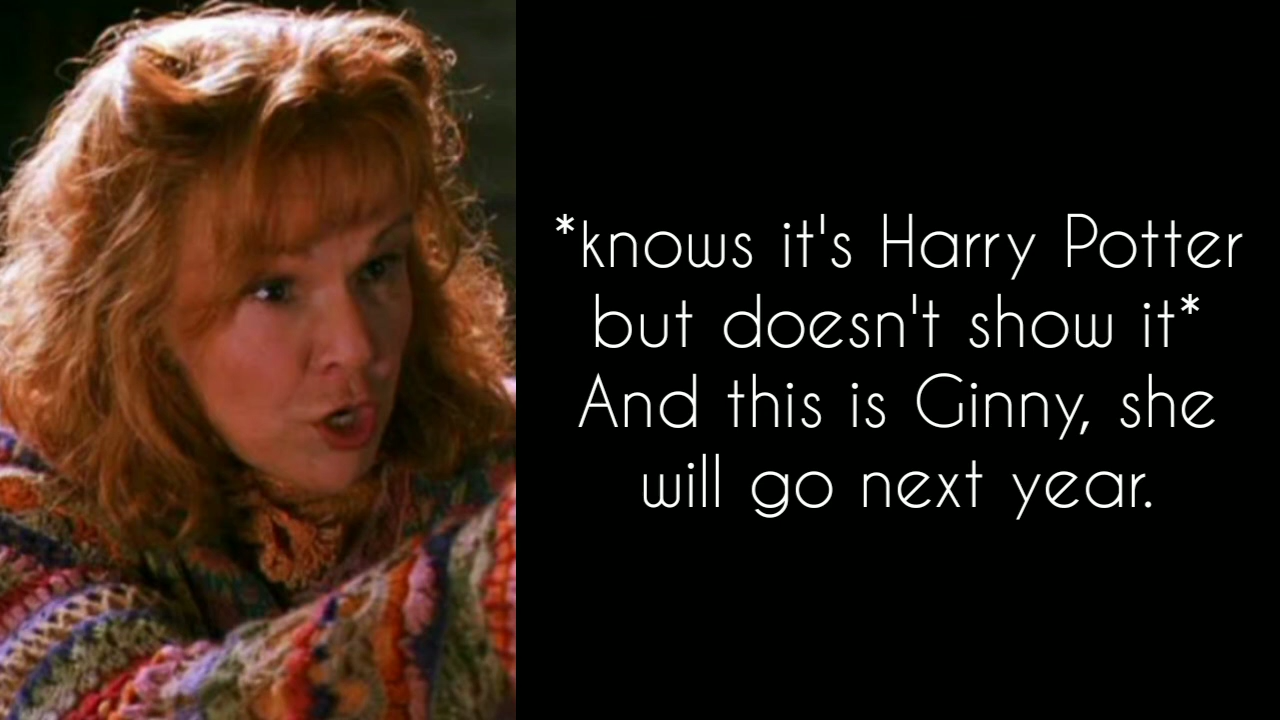 *knows it's Harry Potter
but doesn't show it*
And this is Ginny, she
will go next year.